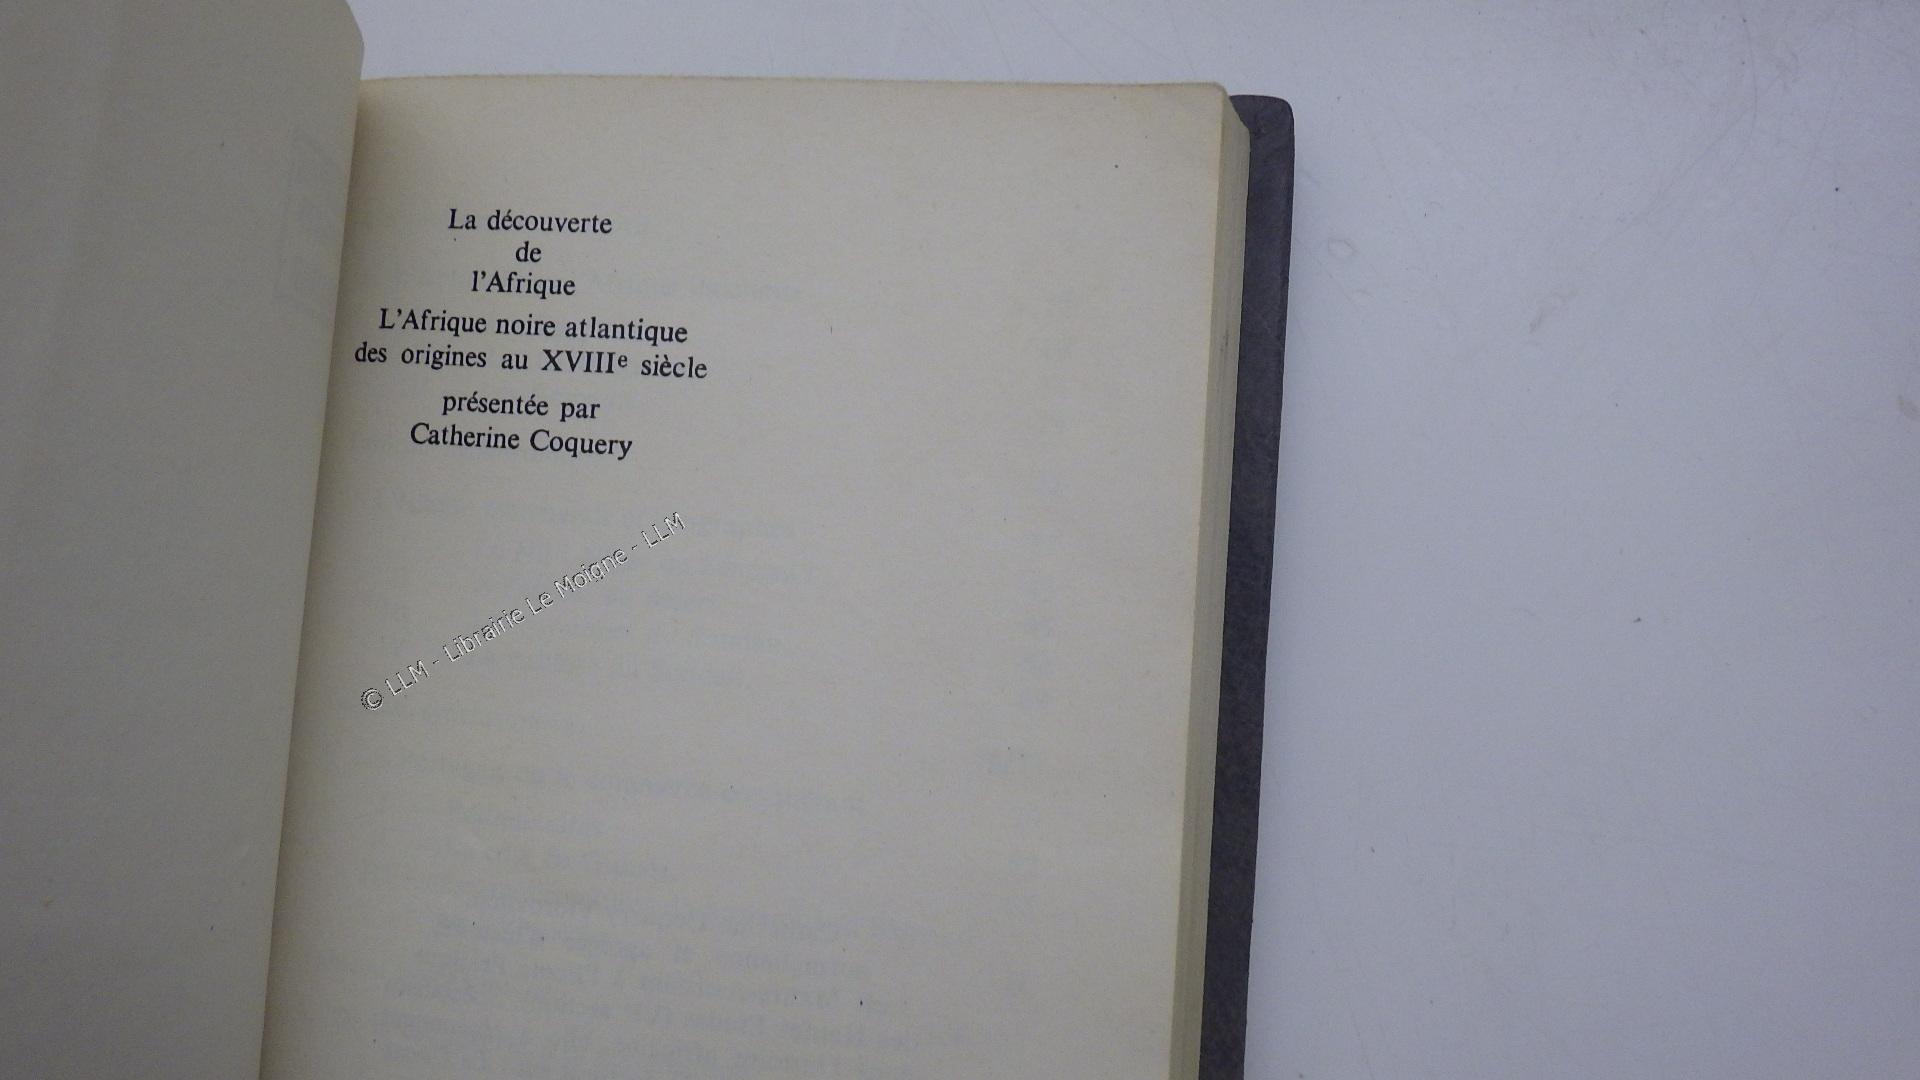 La découverte
de
l'Afrique
L'Afrique noire atlantique
des origines au XVIIIe siècle
présentée par
Catherine Coquery
© LLM - Librairie Le Moigne - LLM